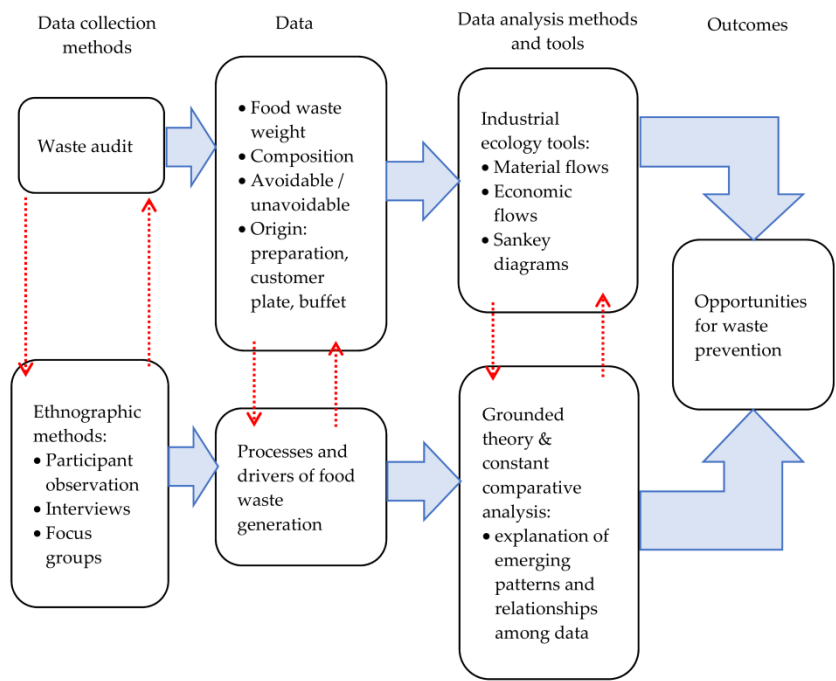 Data collection
methods
Data
Data analysis methods
and tools
Outcomes
Waste audit
• Food waste
weight
• Composition
• Avoidable /
unavoidable
• Origin:
preparation,
customer
plate, buffet
Industrial
ecology tools:
• Material flows
• Economic
flows
• Sankey
diagrams
Opportunities
for waste
prevention
Ethnographic
methods:
• Participant
observation
• Interviews
• Focus
groups
Processes and
drivers of food
waste
generation
Grounded
theory &
constant
comparative
analysis:
• explanation of
emerging
patterns and
relationships
among data